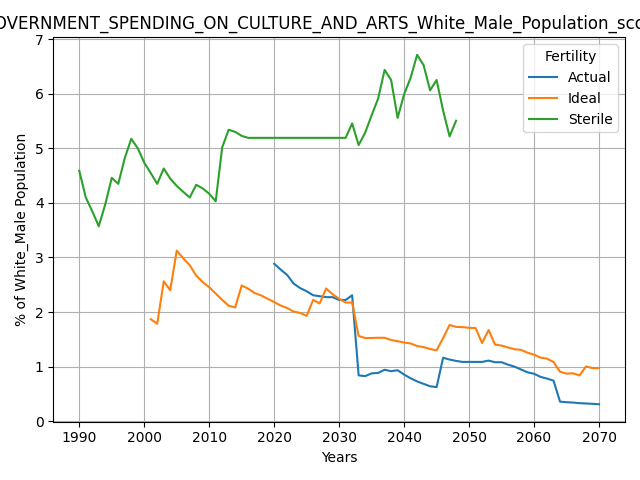 OVERNMENT_SPENDING_ON_CULTURE_AND_ARTS_White_Male_Population_sco
Fertility
Actual
Ideal
Sterile
% of White_Male Population
7
6
5
4
3
2
1
0
1990 2000 2010 2020 2030 2040 2050 2060 2070
Years